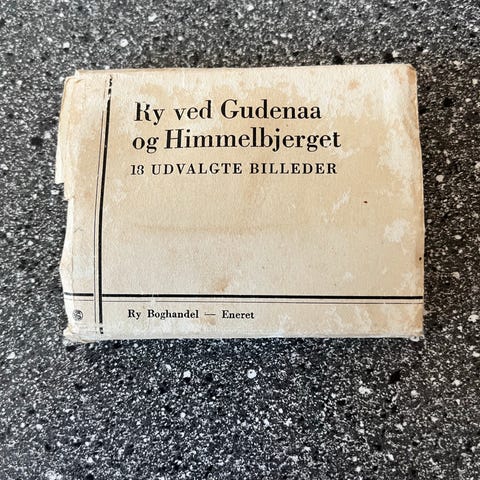 Ry ved Gudenaa
og Himmelbjerget
18 UDVALGTE BILLEDER
Ry Boghandel — Eneret